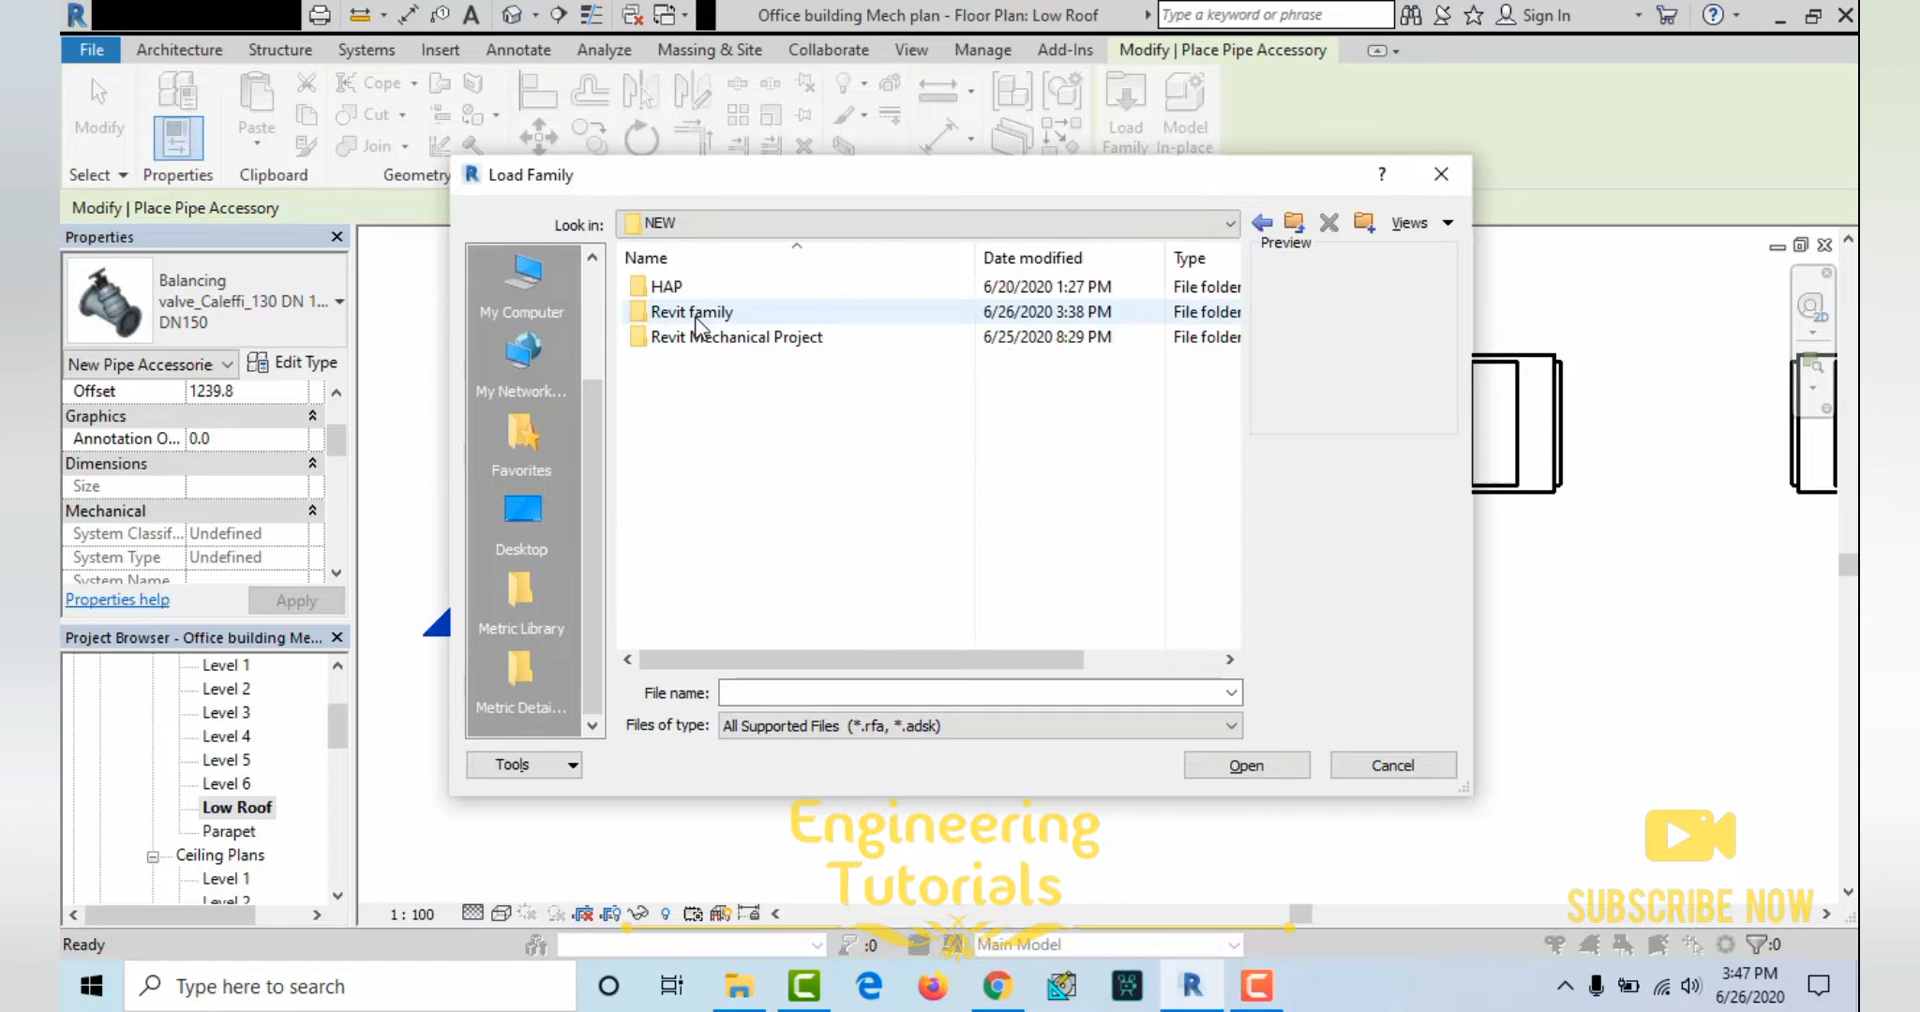 Office building Mech plan - Floor Plan: Low Roof
Type a keyword or phrase
Sign In
File
Architecture
Structure
Systems
Insert
Annotate
Analyze
Massing & Site
Collaborate
View
Manage
Add-Ins
Modify | Place Pipe Accessory
Modify
Paste
Cope
Cut
Join
Load Family
Model In-place
Select
Properties
Clipboard
Geometry
Modify | Place Pipe Accessory
Properties
Balancing
valve_Caleffi_130 DN 1...
DN150
New Pipe Accessorie
Edit Type
Offset 1239.8
Graphics
Annotation O... 0.0
Dimensions
Size
Mechanical
System Classif... Undefined
System Type Undefined
System Name
Properties help
Apply
Project Browser - Office building Me...
Level 1
Level 2
Level 3
Level 4
Level 5
Level 6
Low Roof
Parapet
Ceiling Plans
Level 1
Level 2
Load Family
Look in: NEW
Views
Preview
Name Date modified Type
HAP 6/20/2020 1:27 PM File folder
Revit family 6/26/2020 3:38 PM File folder
Revit Mechanical Project 6/25/2020 8:29 PM File folder
My Computer
My Network...
Favorites
Desktop
Metric Library
Metric Detai...
File name:
Files of type: All Supported Files (*.rfa, *.adsk)
Tools
Open
Cancel
2D
Engineering
Tutorials
SUBSCRIBE NOW
1 : 100
Ready
:0
Main Model
:0
Type here to search
3:47 PM
6/26/2020